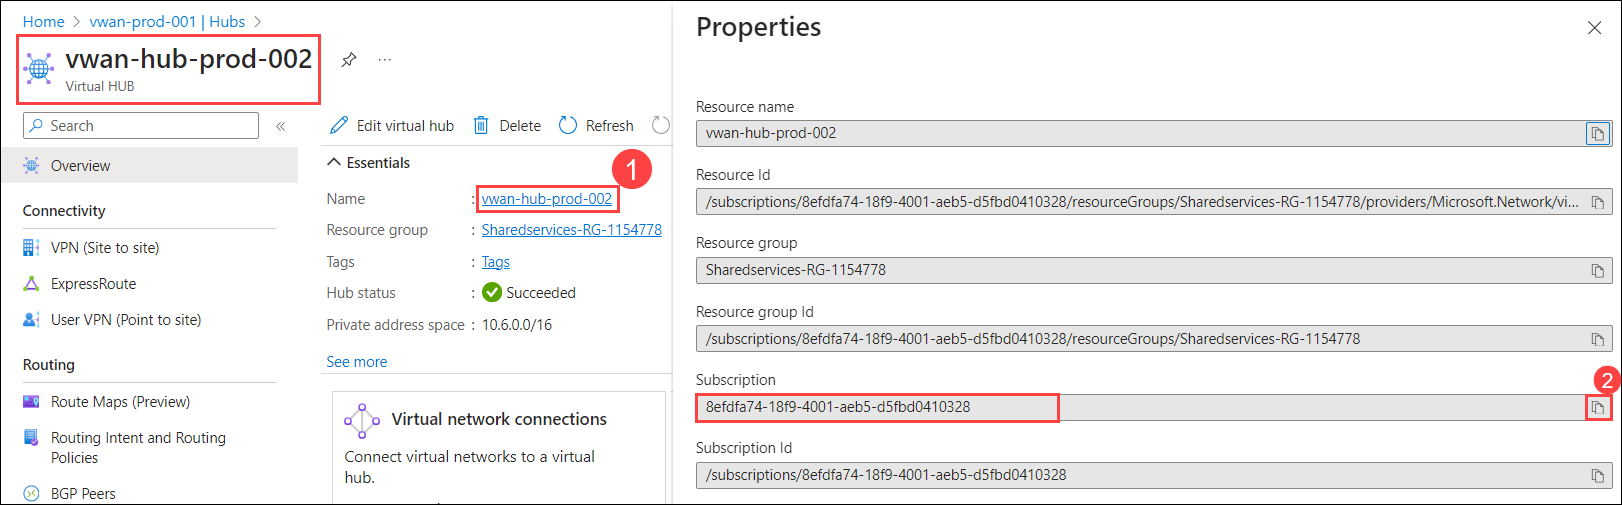 Home > vwan-prod-001 | Hubs >
vwan-hub-prod-002 ...
Virtual HUB
Search «
Overview
Connectivity
VPN (Site to site)
ExpressRoute
User VPN (Point to site)
Routing
Route Maps (Preview)
Routing Intent and Routing
Policies
BGP Peers
Edit virtual hub Delete Refresh
Essentials
1
Name : vwan-hub-prod-002
Resource group : Sharedservices-RG-1154778
Tags : Tags
Hub status : Succeeded
Private address space : 10.6.0.0/16
See more
Virtual network connections
Connect virtual networks to a virtual
hub.
Properties
Resource name
vwan-hub-prod-002
Resource Id
/subscriptions/8efdfa74-18f9-4001-aeb5-d5fbd0410328/resourceGroups/Sharedservices-RG-1154778/providers/Microsoft.Network/vi...
Resource group
Sharedservices-RG-1154778
Resource group Id
/subscriptions/8efdfa74-18f9-4001-aeb5-d5fbd0410328/resourceGroups/Sharedservices-RG-1154778
Subscription
2
8efdfa74-18f9-4001-aeb5-d5fbd0410328
Subscription Id
/subscriptions/8efdfa74-18f9-4001-aeb5-d5fbd0410328